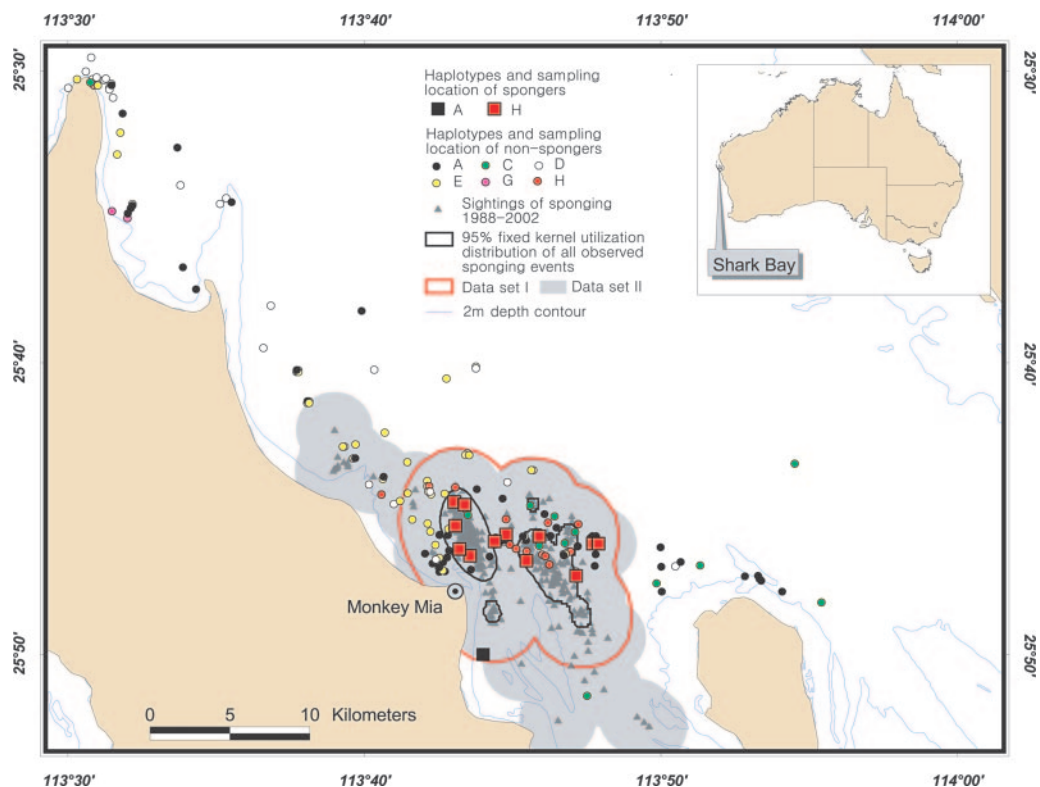 113°30'
113°40'
113°50'
114°00'
25°30'
25°30'
Haplotypes and sampling
location of spongers
A H
Haplotypes and sampling
location of non-spongers
A C D
E G H
Sightings of sponging
1988-2002
95% fixed kernel utilization
distribution of all observed
sponging events
Data set I Data set II
2m depth contour
Shark Bay
25°40'
25°40'
Monkey Mia
25°50'
25°50'
0 5 10 Kilometers
113°30'
113°40'
113°50'
114°00'